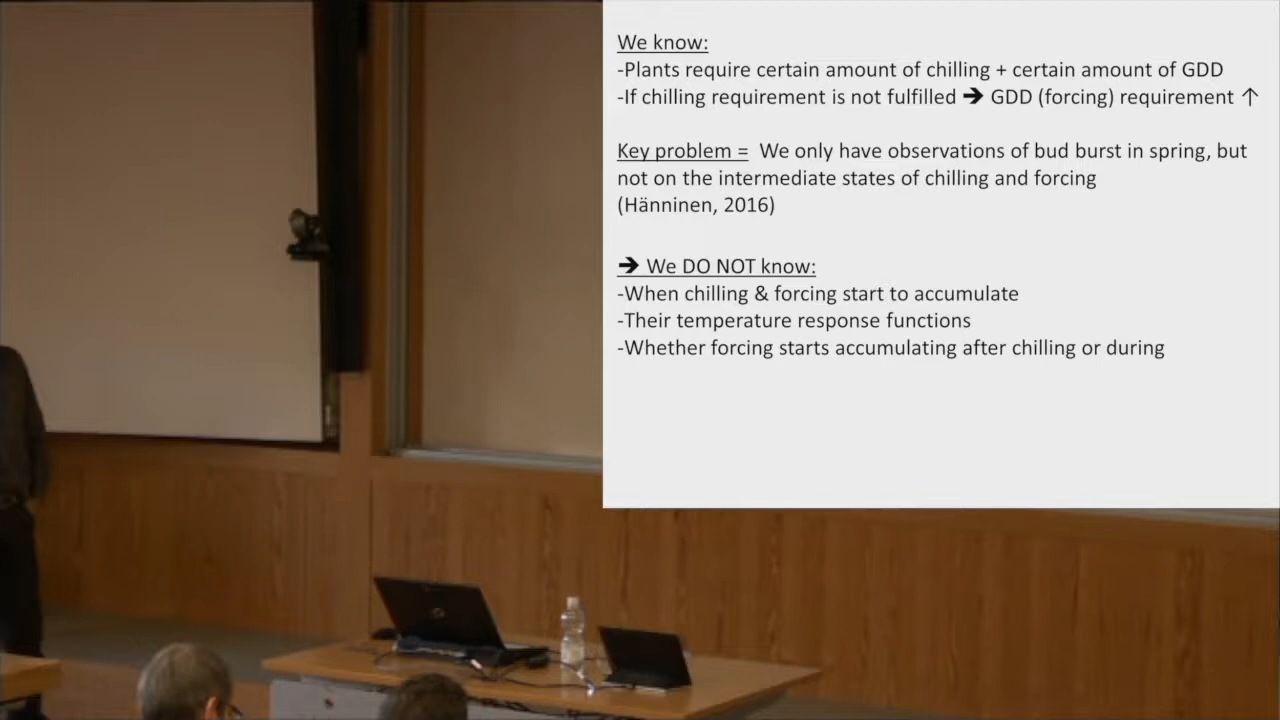 We know:
-Plants require certain amount of chilling + certain amount of GDD
-If chilling requirement is not fulfilled 🡲 GDD (forcing) requirement ↑
Key problem = We only have observations of bud burst in spring, but
not on the intermediate states of chilling and forcing
(Hänninen, 2016)
🡲 We DO NOT know:
-When chilling & forcing start to accumulate
-Their temperature response functions
-Whether forcing starts accumulating after chilling or during